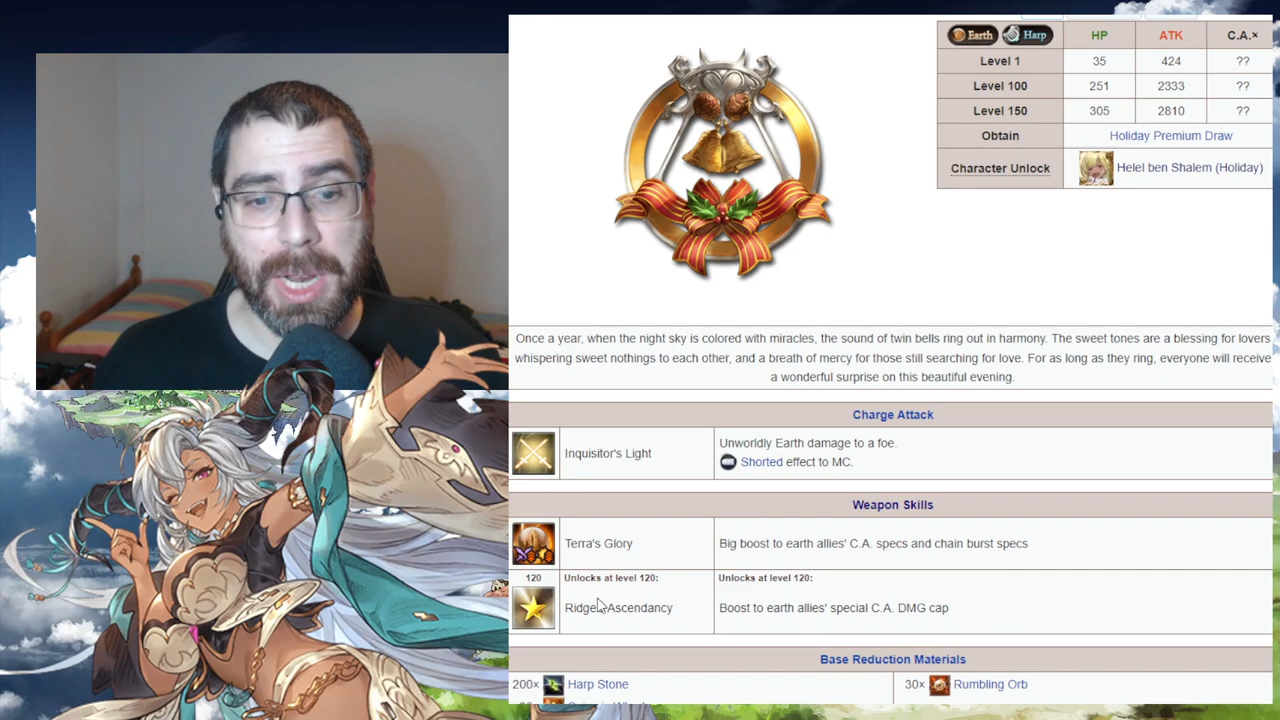 Earth Harp HP ATK C.A.×
Level 1 35 424 ??
Level 100 251 2333 ??
Level 150 305 2810 ??
Obtain Holiday Premium Draw
Character Unlock Helel ben Shalem (Holiday)
Once a year, when the night sky is colored with miracles, the sound of twin bells ring out in harmony. The sweet tones are a blessing for lovers
whispering sweet nothings to each other, and a breath of mercy for those still searching for love. For as long as they ring, everyone will receive
a wonderful surprise on this beautiful evening.
Charge Attack
Inquisitor's Light
Unworldly Earth damage to a foe.
Shorted effect to MC.
Weapon Skills
Terra's Glory Big boost to earth allies' C.A. specs and chain burst specs
120 Unlocks at level 120: Unlocks at level 120:
Ascendancy Boost to earth allies' special C.A. DMG cap
Base Reduction Materials
200× Harp Stone 30× Rumbling Orb